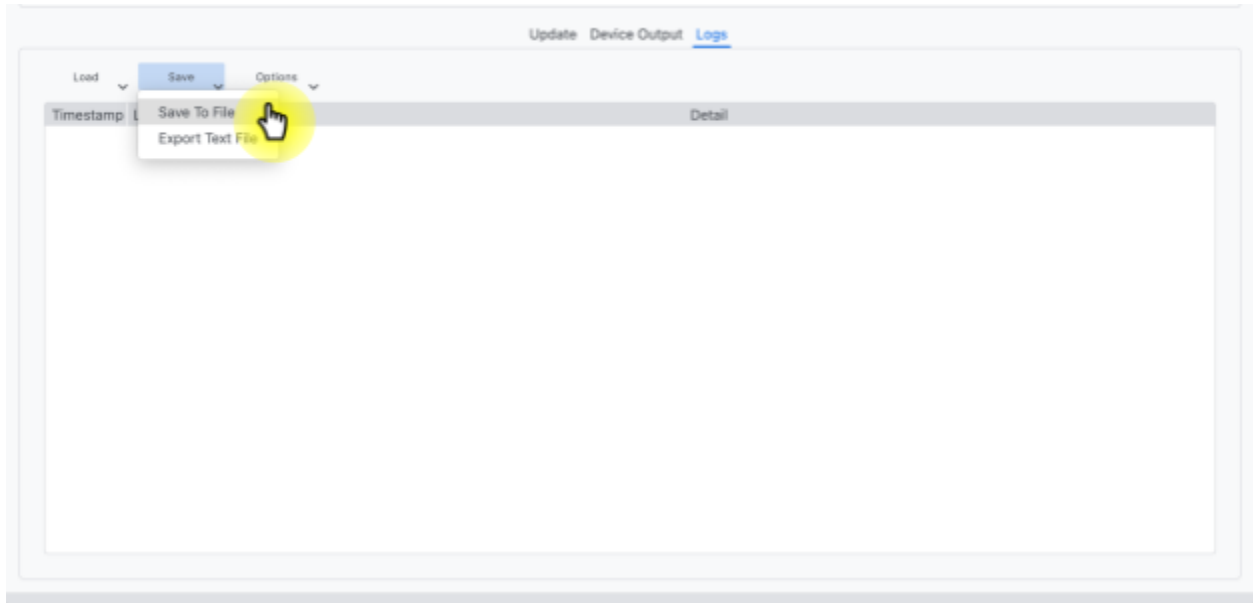 Update Device Output Logs
Load Save Options
Timestamp L Detail
Save To File
Export Text File